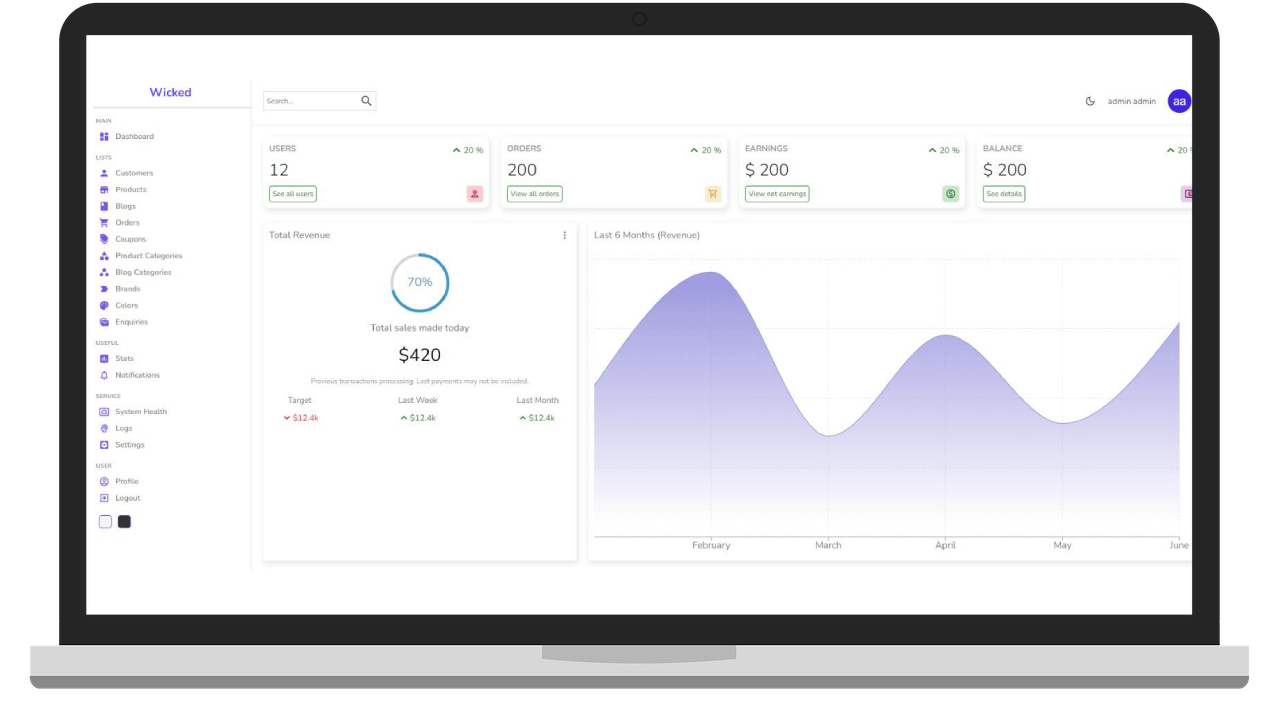 Wicked
MAIN
Dashboard
LISTS
Customers
Products
Blogs
Orders
Coupons
Product Categories
Blog Categories
Brands
Colors
Enquiries
USEFUL
Stats
Notifications
SERVICE
System Health
Logs
Settings
USER
Profile
Logout
Search...
admin admin
aa
USERS
20 %
12
See all users
ORDERS
20 %
200
View all orders
EARNINGS
20 %
$ 200
View net earnings
BALANCE
20
$ 200
See details
Total Revenue
70%
Total sales made today
$420
Previous transactions processing. Last payments may not be included.
Target Last Week Last Month
$12.4k $12.4k $12.4k
Last 6 Months (Revenue)
February March April May June